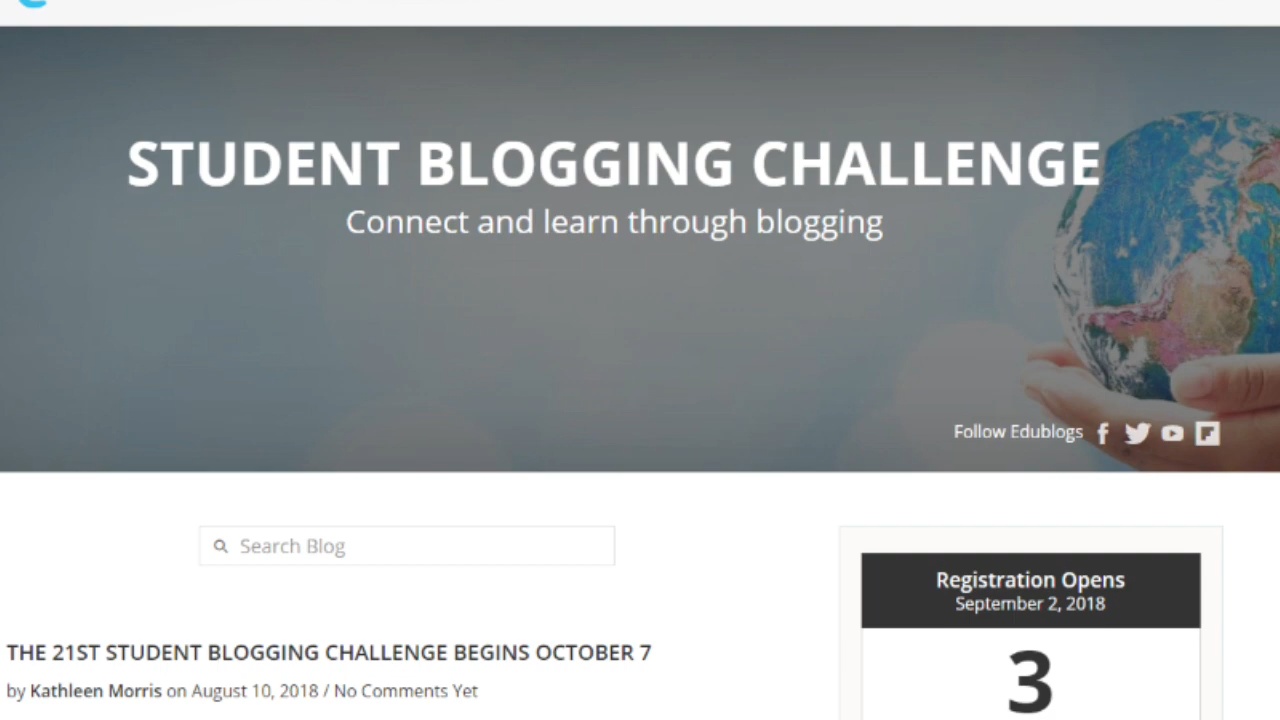 STUDENT BLOGGING CHALLENGE
Connect and learn through blogging
Follow Edublogs
Search Blog
Registration Opens
September 2, 2018
3
THE 21ST STUDENT BLOGGING CHALLENGE BEGINS OCTOBER 7
by Kathleen Morris on August 10, 2018 / No Comments Yet